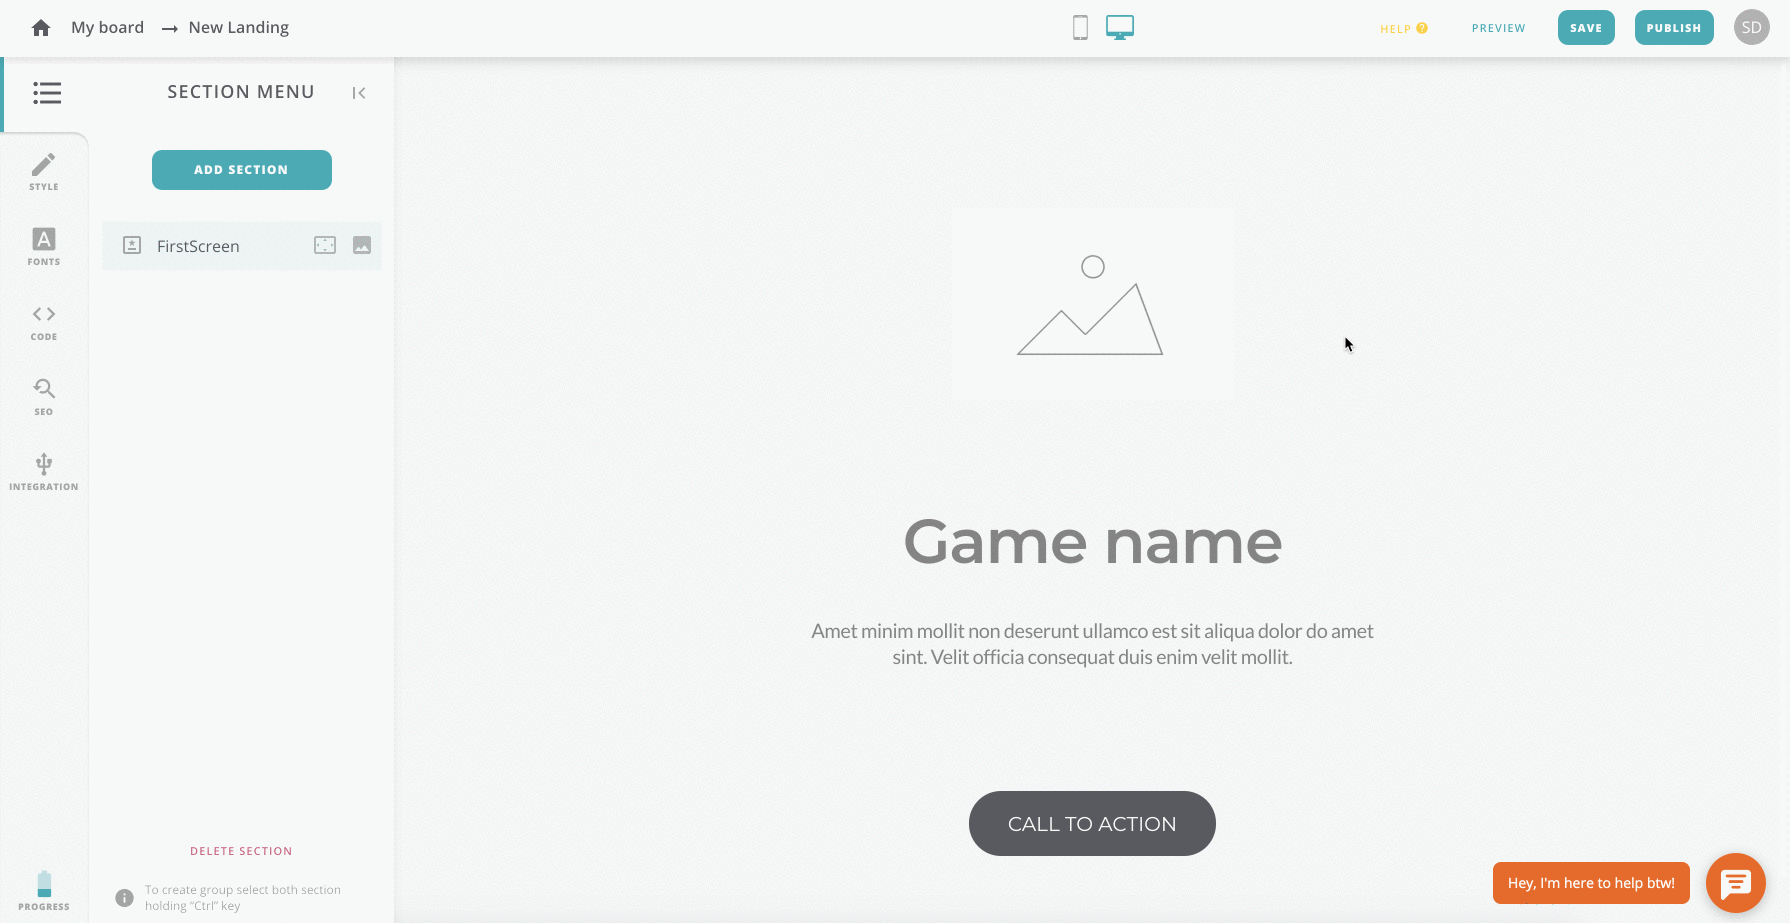 My board → New Landing
HELP ?
PREVIEW
SAVE
PUBLISH
SD
SECTION MENU
ADD SECTION
FirstScreen
STYLE
A
FONTS
CODE
SEO
INTEGRATION
Game name
Amet minim mollit non deserunt ullamco est sit aliqua dolor do amet
sint. Velit officia consequat duis enim velit mollit.
CALL TO ACTION
DELETE SECTION
To create group select both section
holding “Ctrl” key
PROGRESS
Hey, I'm here to help btw!